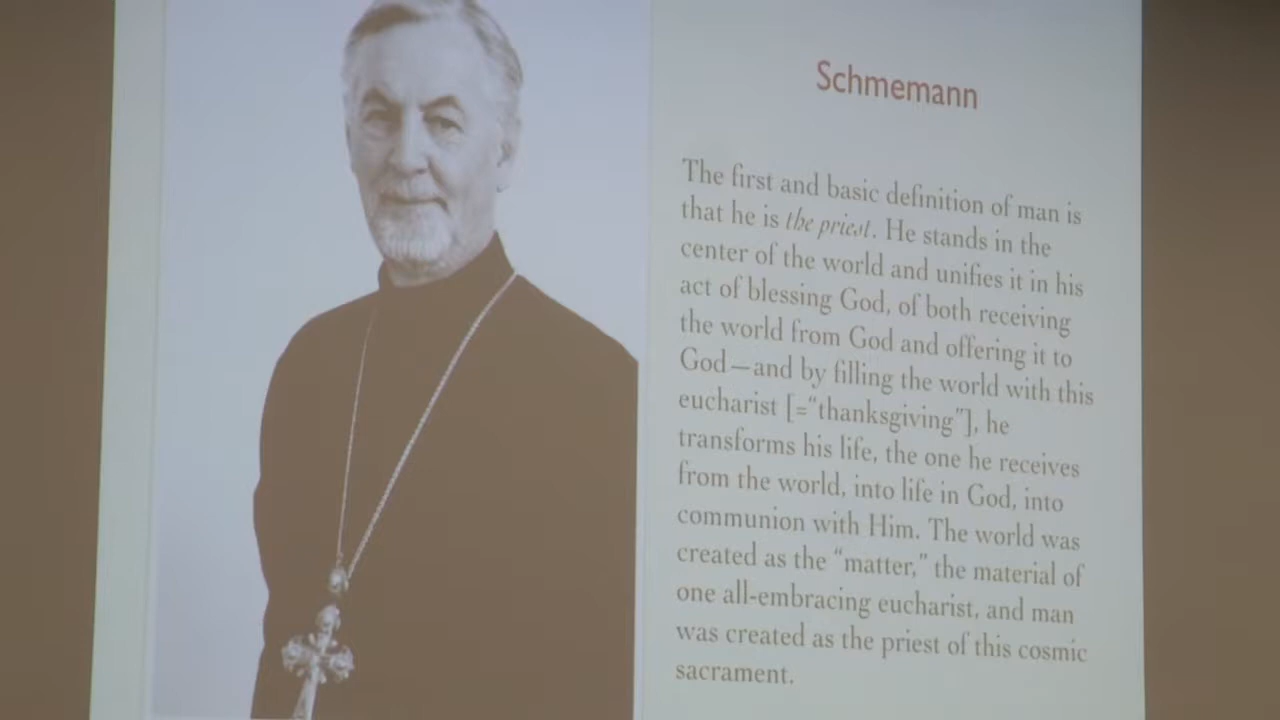 Schmemann
The first and basic definition of man is
that he is the priest. He stands in the
center of the world and unifies it in his
act of blessing God, of both receiving
the world from God and offering it to
God—and by filling the world with this
eucharist [=“thanksgiving”], he
transforms his life, the one he receives
from the world, into life in God, into
communion with Him. The world was
created as the “matter,” the material of
one all-embracing eucharist, and man
was created as the priest of this cosmic
sacrament.